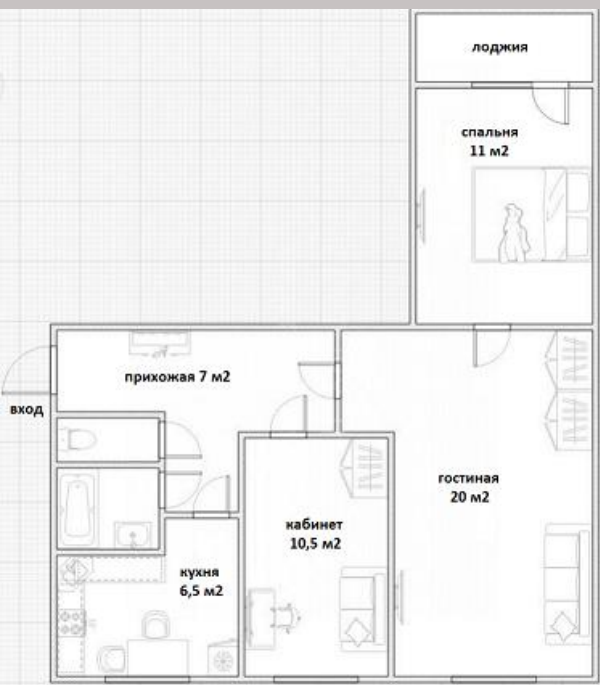 лоджия
спальня
11 м2
прихожая 7 м2
вход
гостиная
20 м2
кабинет
10,5 м2
кухня
6,5 м2